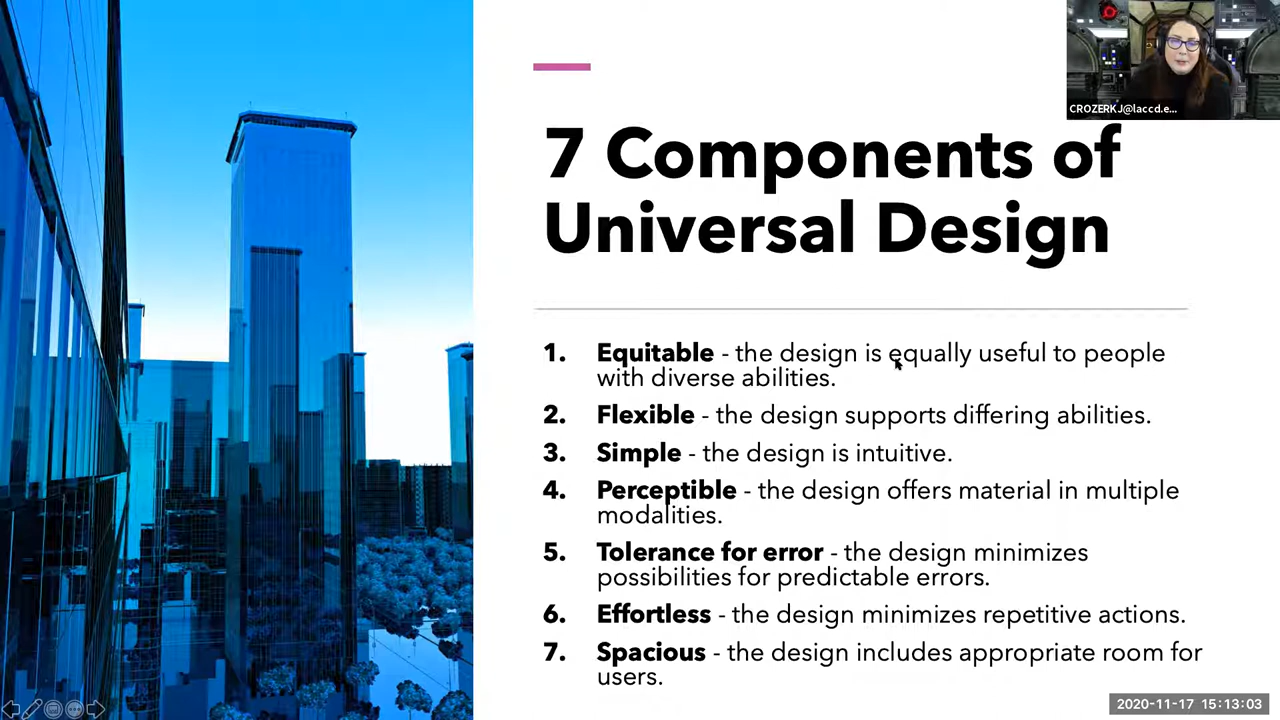 CROZERKJ@laccd.e...
7 Components of
Universal Design
1. Equitable - the design is equally useful to people
with diverse abilities.
2. Flexible - the design supports differing abilities.
3. Simple - the design is intuitive.
4. Perceptible - the design offers material in multiple
modalities.
5. Tolerance for error - the design minimizes
possibilities for predictable errors.
6. Effortless - the design minimizes repetitive actions.
7. Spacious - the design includes appropriate room for
users.
2020-11-17 15:13:03